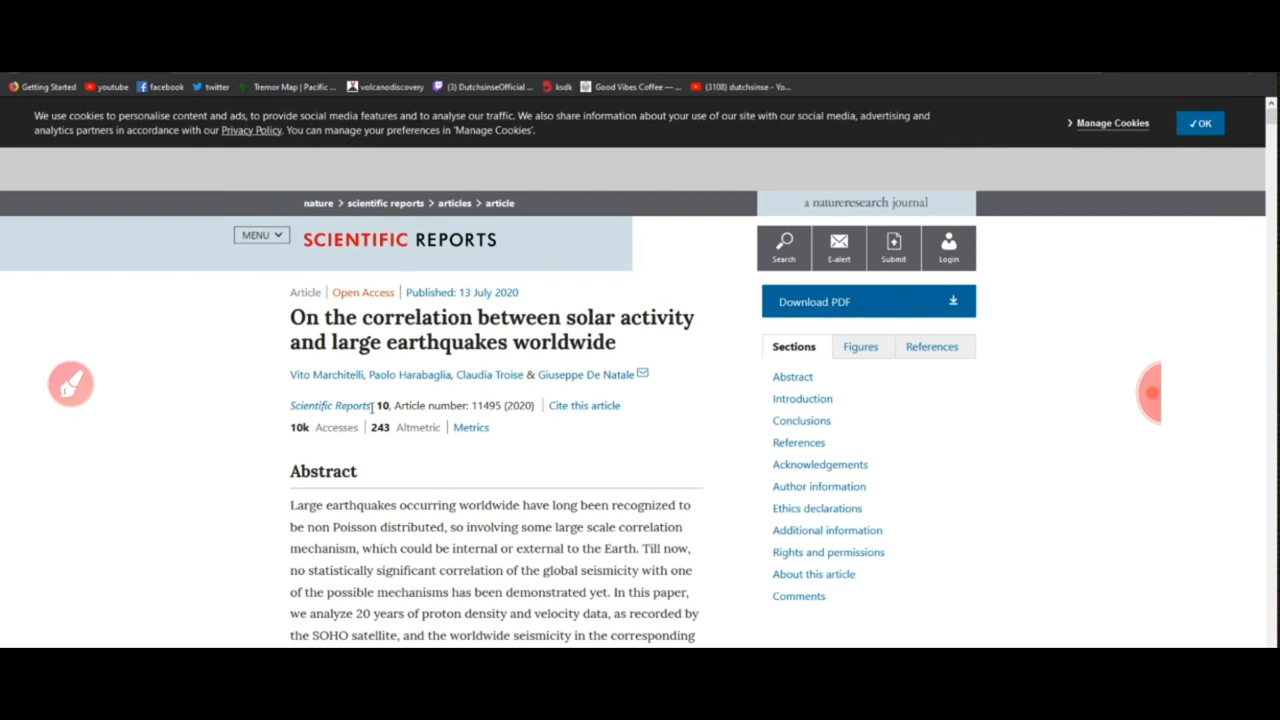 Getting Started youtube facebook twitter Tremor Map | Pacific ... volcanodiscovery (3) DutchsinseOfficial ... ksdk Good Vibes Coffee — ... (3108) dutchsinse - Yo...
We use cookies to personalise content and ads, to provide social media features and to analyse our traffic. We also share information about your use of our site with our social media, advertising and
analytics partners in accordance with our Privacy Policy. You can manage your preferences in 'Manage Cookies'.
> Manage Cookies
✓OK
nature > scientific reports > articles > article
a natureresearch journal
MENU
SCIENTIFIC REPORTS
Search E-alert Submit Login
Article | Open Access | Published: 13 July 2020
On the correlation between solar activity
and large earthquakes worldwide
Vito Marchitelli, Paolo Harabaglia, Claudia Troise & Giuseppe De Natale
Scientific Reports 10, Article number: 11495 (2020) | Cite this article
10k Accesses | 243 Altmetric | Metrics
Abstract
Large earthquakes occurring worldwide have long been recognized to
be non Poisson distributed, so involving some large scale correlation
mechanism, which could be internal or external to the Earth. Till now,
no statistically significant correlation of the global seismicity with one
of the possible mechanisms has been demonstrated yet. In this paper,
we analyze 20 years of proton density and velocity data, as recorded by
the SOHO satellite, and the worldwide seismicity in the corresponding
Download PDF
Sections Figures References
Abstract
Introduction
Conclusions
References
Acknowledgements
Author information
Ethics declarations
Additional information
Rights and permissions
About this article
Comments